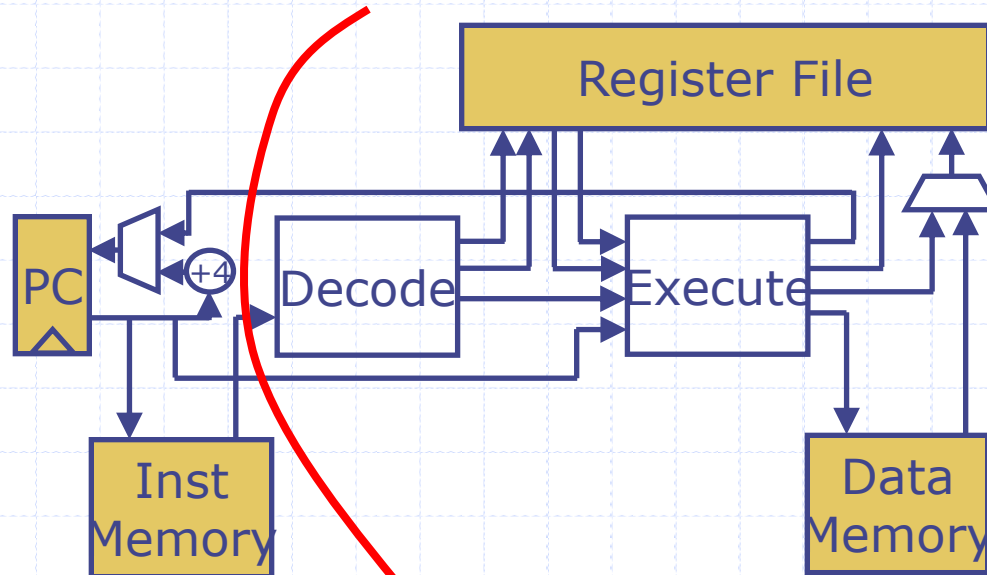 Register File
PC
+4
Decode
Execute
Inst
Memory
Data
Memory